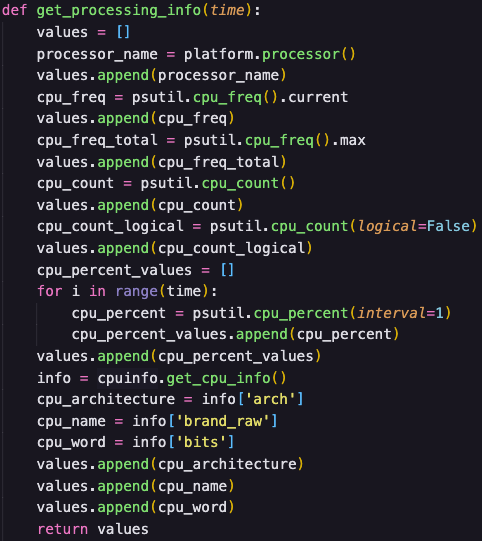 def get_processing_info(time):
    values = []
    processor_name = platform.processor()
    values.append(processor_name)
    cpu_freq = psutil.cpu_freq().current
    values.append(cpu_freq)
    cpu_freq_total = psutil.cpu_freq().max
    values.append(cpu_freq_total)
    cpu_count = psutil.cpu_count()
    values.append(cpu_count)
    cpu_count_logical = psutil.cpu_count(logical=False)
    values.append(cpu_count_logical)
    cpu_percent_values = []
    for i in range(time):
        cpu_percent = psutil.cpu_percent(interval=1)
        cpu_percent_values.append(cpu_percent)
    values.append(cpu_percent_values)
    info = cpuinfo.get_cpu_info()
    cpu_architecture = info['arch']
    cpu_name = info['brand_raw']
    cpu_word = info['bits']
    values.append(cpu_architecture)
    values.append(cpu_name)
    values.append(cpu_word)
    return values